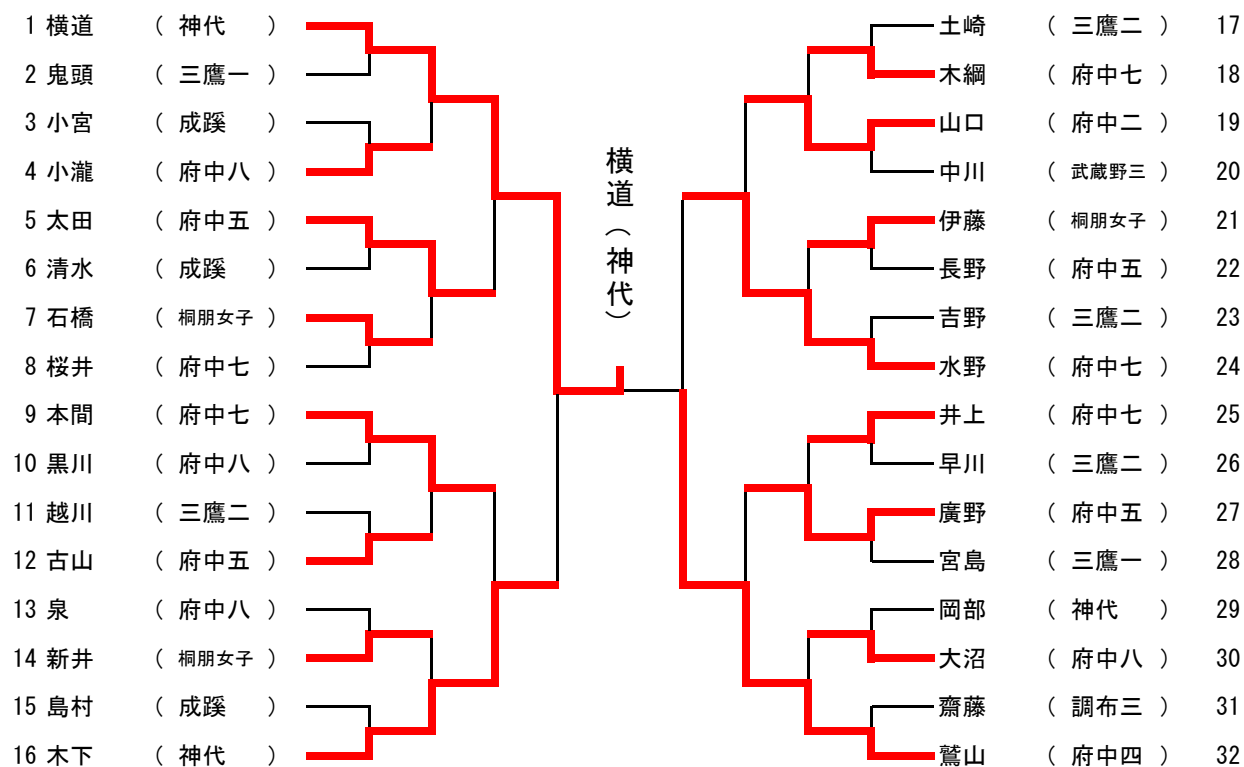 1 横道 ( 神代 )
2 鬼頭 ( 三鷹一 )
3 小宮 ( 成蹊 )
4 小瀧 ( 府中八 )
5 太田 ( 府中五 )
6 清水 ( 成蹊 )
7 石橋 ( 桐朋女子 )
8 桜井 ( 府中七 )
9 本間 ( 府中七 )
10 黒川 ( 府中八 )
11 越川 ( 三鷹二 )
12 古山 ( 府中五 )
13 泉 ( 府中八 )
14 新井 ( 桐朋女子 )
15 島村 ( 成蹊 )
16 木下 ( 神代 )
横道(神代)
土崎 ( 三鷹二 ) 17
木綱 ( 府中七 ) 18
山口 ( 府中二 ) 19
中川 ( 武蔵野三 ) 20
伊藤 ( 桐朋女子 ) 21
長野 ( 府中五 ) 22
吉野 ( 三鷹二 ) 23
水野 ( 府中七 ) 24
井上 ( 府中七 ) 25
早川 ( 三鷹二 ) 26
廣野 ( 府中五 ) 27
宮島 ( 三鷹一 ) 28
岡部 ( 神代 ) 29
大沼 ( 府中八 ) 30
齋藤 ( 調布三 ) 31
鷲山 ( 府中四 ) 32